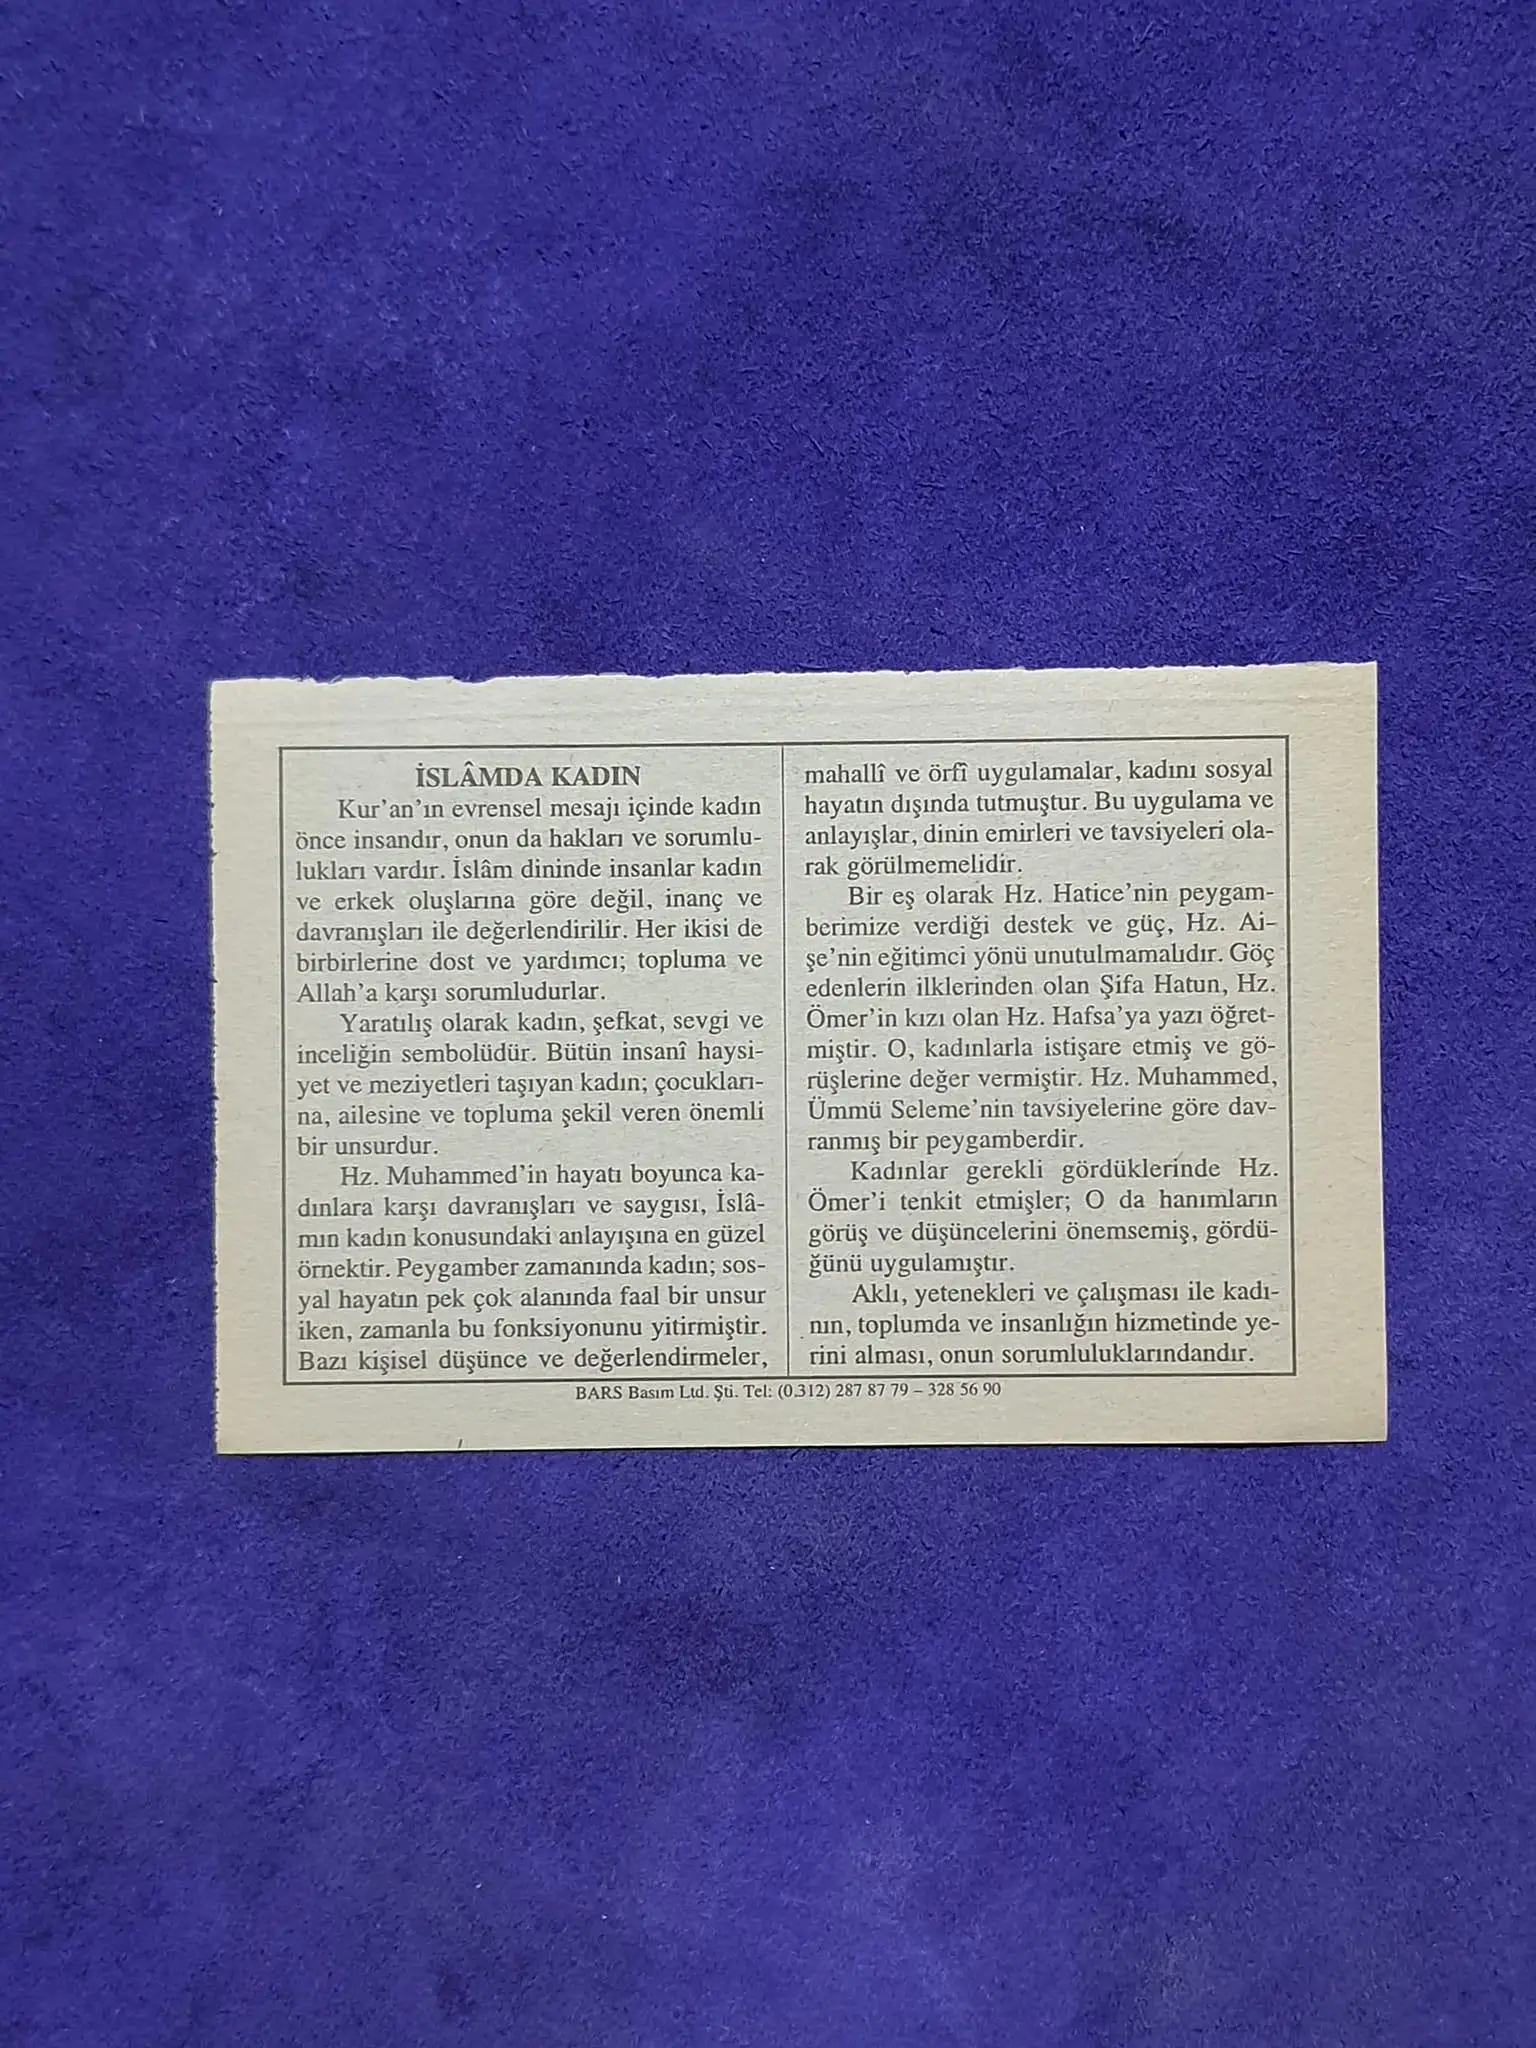 İSLÂMDA KADIN
Kur'an'ın evrensel mesajı içinde kadın
önce insandır, onun da hakları ve sorumlu-
lukları vardır. İslâm dininde insanlar kadın
ve erkek oluşlarına göre değil, inanç ve
davranışları ile değerlendirilir. Her ikisi de
birbirlerine dost ve yardımcı; topluma ve
Allah'a karşı sorumludurlar.
Yaratılış olarak kadın, şefkat, sevgi ve
inceliğin sembolüdür. Bütün insanî haysi-
yet ve meziyetleri taşıyan kadın; çocukları-
na, ailesine ve topluma şekil veren önemli
bir unsurdur.
Hz. Muhammed'in hayatı boyunca ka-
dınlara karşı davranışları ve saygısı, İslâ-
mın kadın konusundaki anlayışına en güzel
örnektir. Peygamber zamanında kadın; sos-
yal hayatın pek çok alanında faal bir unsur
iken, zamanla bu fonksiyonunu yitirmiştir.
Bazı kişisel düşünce ve değerlendirmeler,
mahallî ve örfî uygulamalar, kadını sosyal
hayatın dışında tutmuştur. Bu uygulama ve
anlayışlar, dinin emirleri ve tavsiyeleri ola-
rak görülmemelidir.
Bir eş olarak Hz. Hatice'nin peygam-
berimize verdiği destek ve güç, Hz. Ai-
şe'nin eğitimci yönü unutulmamalıdır. Göç
edenlerin ilklerinden olan Şifa Hatun, Hz.
Ömer'in kızı olan Hz. Hafsa'ya yazı öğret-
miştir. O, kadınlarla istişare etmiş ve gö-
rüşlerine değer vermiştir. Hz. Muhammed,
Ümmü Seleme'nin tavsiyelerine göre dav-
ranmış bir peygamberdir.
Kadınlar gerekli gördüklerinde Hz.
Ömer'i tenkit etmişler; O da hanımların
görüş ve düşüncelerini önemsemiş, gördü-
ğünü uygulamıştır.
Aklı, yetenekleri ve çalışması ile kadı-
nın, toplumda ve insanlığın hizmetinde ye-
rini alması, onun sorumluluklarındandır.
BARS Basım Ltd. Şti. Tel: (0.312) 287 87 79 – 328 56 90